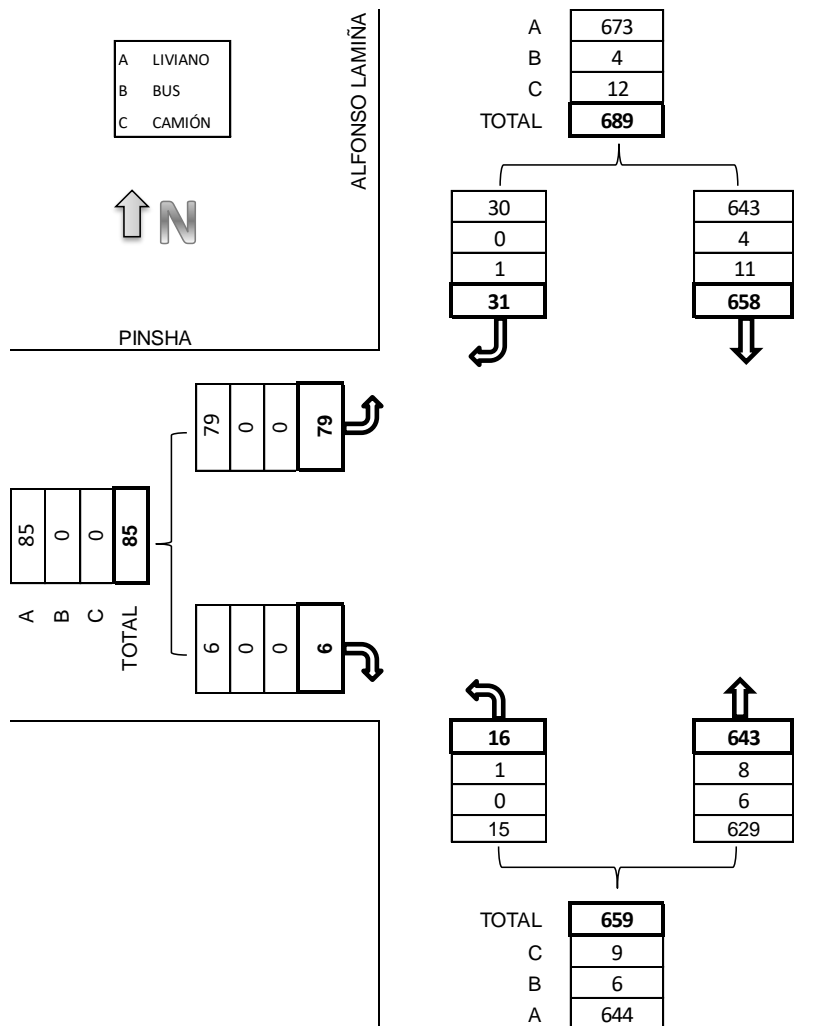 A LIVIANO
B BUS
C CAMIÓN
N
ALFONSO LAMIÑA
PINSHA
A 673
B 4
C 12
TOTAL 689
30 643
0 4
1 11
31 658
79 0 0 79
85 0 0 85
A B C TOTAL
6 0 0 6
16 643
1 8
0 6
15 629
TOTAL 659
C 9
B 6
A 644